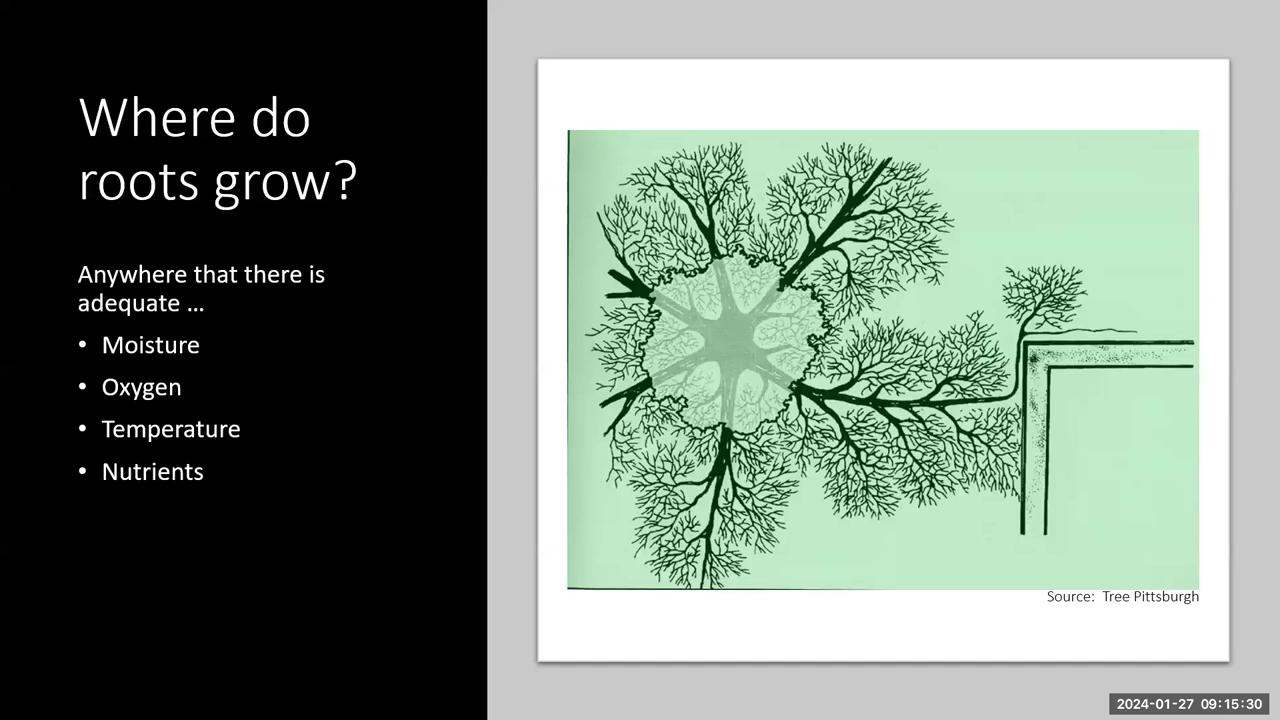 Where do
roots grow?
Anywhere that there is
adequate …
• Moisture
• Oxygen
• Temperature
• Nutrients
Source: Tree Pittsburgh
2024-01-27 09:15:30